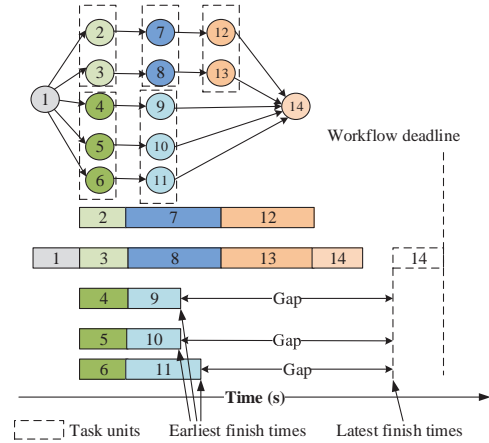 2 7 12
3 8 13
1
4 9
14
5 10
6 11
Workflow deadline
2 7 12
1 3 8 13 14 14
4 9 Gap
5 10 Gap
6 11 Gap
Time (s)
Task units Earliest finish times Latest finish times